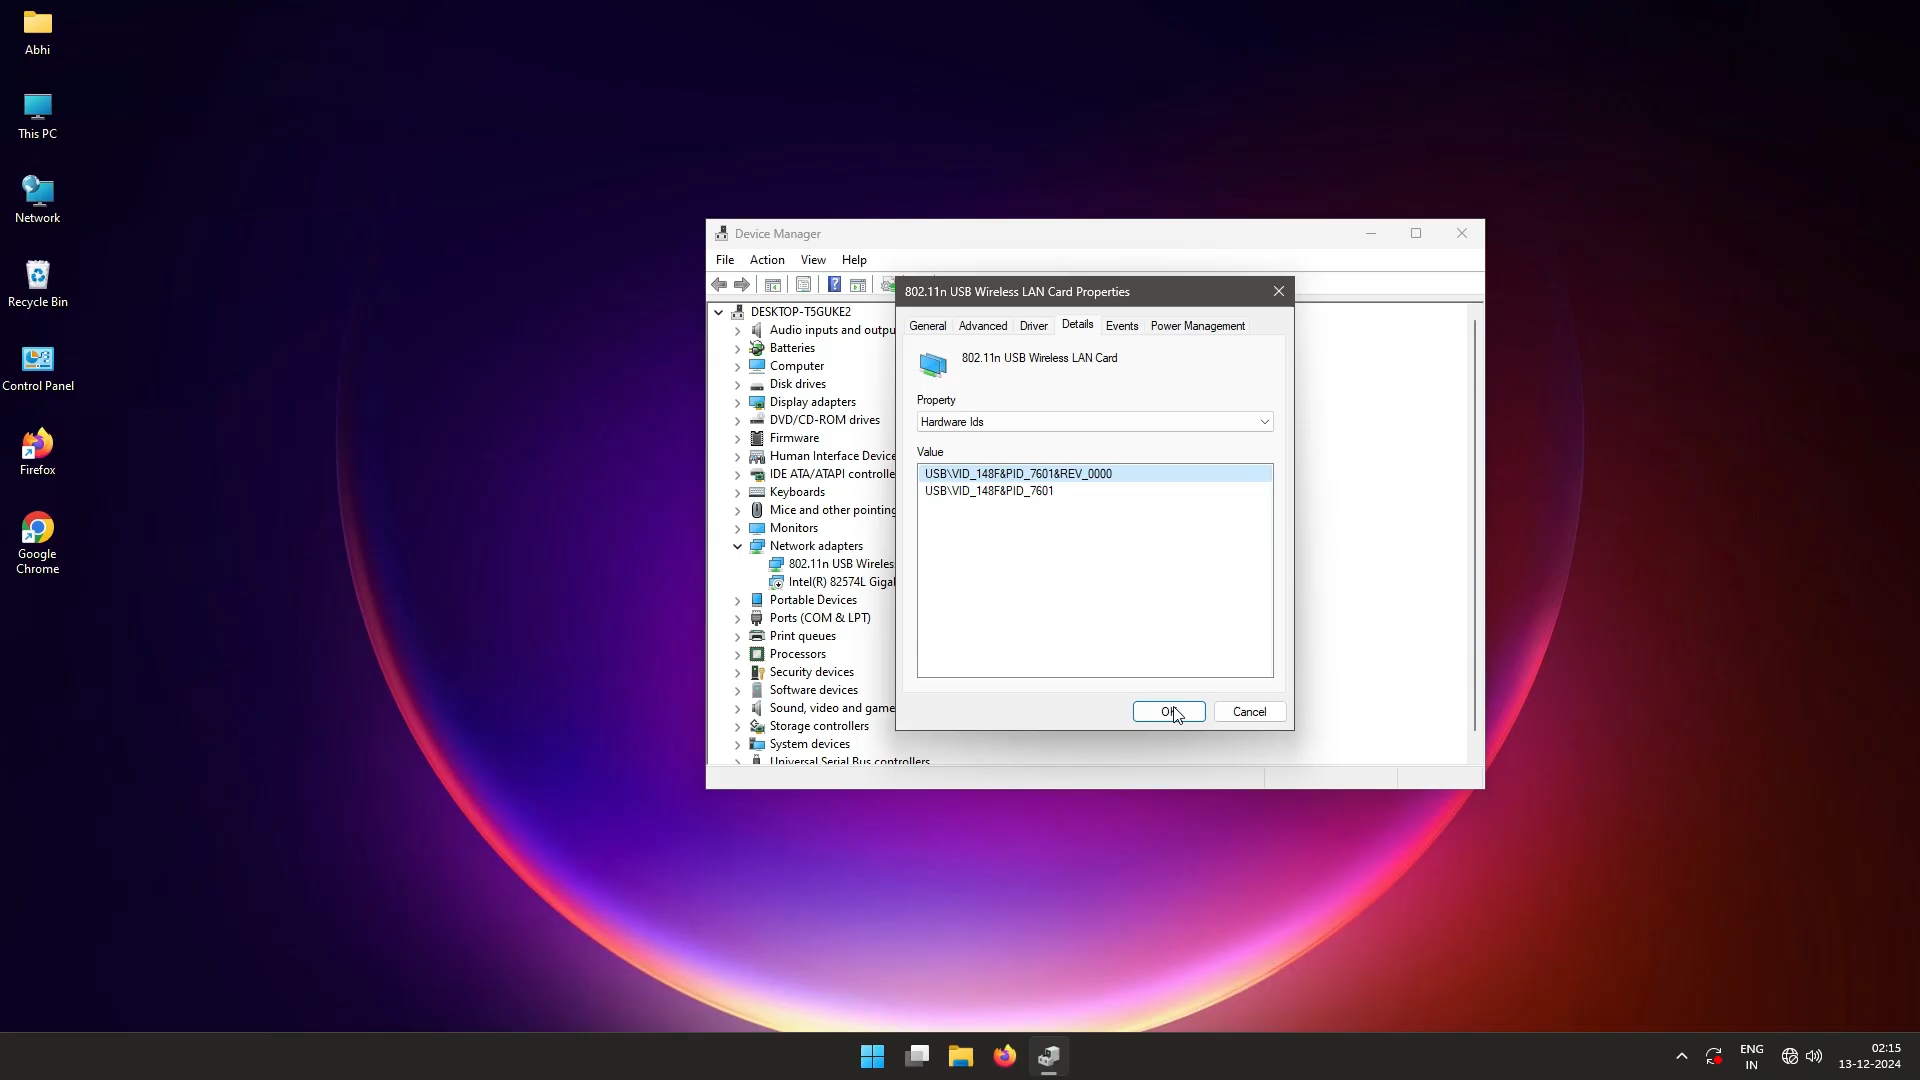 Abhi
This PC
Network
Recycle Bin
Control Panel
Firefox
Google
Chrome
Device Manager
File Action View Help
DESKTOP-T5GUKE2
Audio inputs and outpu
Batteries
Computer
Disk drives
Display adapters
DVD/CD-ROM drives
Firmware
Human Interface Device
IDE ATA/ATAPI controlle
Keyboards
Mice and other pointing
Monitors
Network adapters
802.11n USB Wireles
Intel(R) 82574L Gigal
Portable Devices
Ports (COM & LPT)
Print queues
Processors
Security devices
Software devices
Sound, video and game
Storage controllers
System devices
Universal Serial Bus controllers
802.11n USB Wireless LAN Card Properties
General Advanced Driver Details Events Power Management
802.11n USB Wireless LAN Card
Property
Hardware Ids
Value
USB\VID_148F&PID_7601&REV_0000
USB\VID_148F&PID_7601
OK Cancel
ENG
IN
02:15
13-12-2024